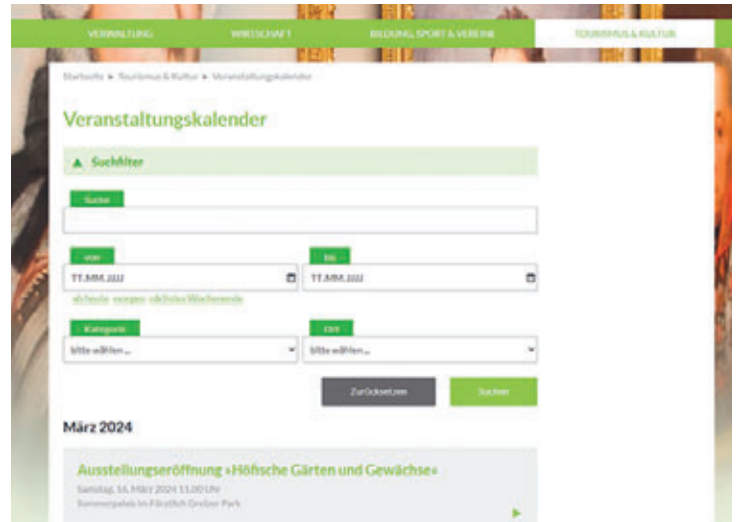 VERWALTUNG WIRTSCHAFT BILDUNG, SPORT & VEREINE TOURISMUS & KULTUR
Startseite ▸ Tourismus & Kultur ▸ Veranstaltungskalender
Veranstaltungskalender
▲ Suchfilter
Suche
von bis
TT.MM.JJJJ TT.MM.JJJJ
ab heute morgen nächstes Wochenende
Kategorie Ort
bitte wählen ... bitte wählen ...
Zurücksetzen Suchen
März 2024
Ausstellungseröffnung »Höfische Gärten und Gewächse«
Samstag, 16. März 2024 11.00 Uhr
Sommerpalais im Fürstlich Greizer Park